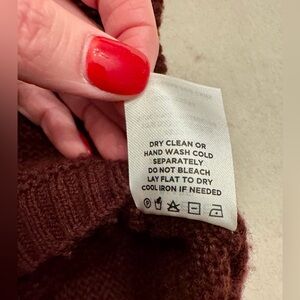 DRY CLEAN OR
HAND WASH COLD
SEPARATELY
DO NOT BLEACH
LAY FLAT TO DRY
COOL IRON IF NEEDED